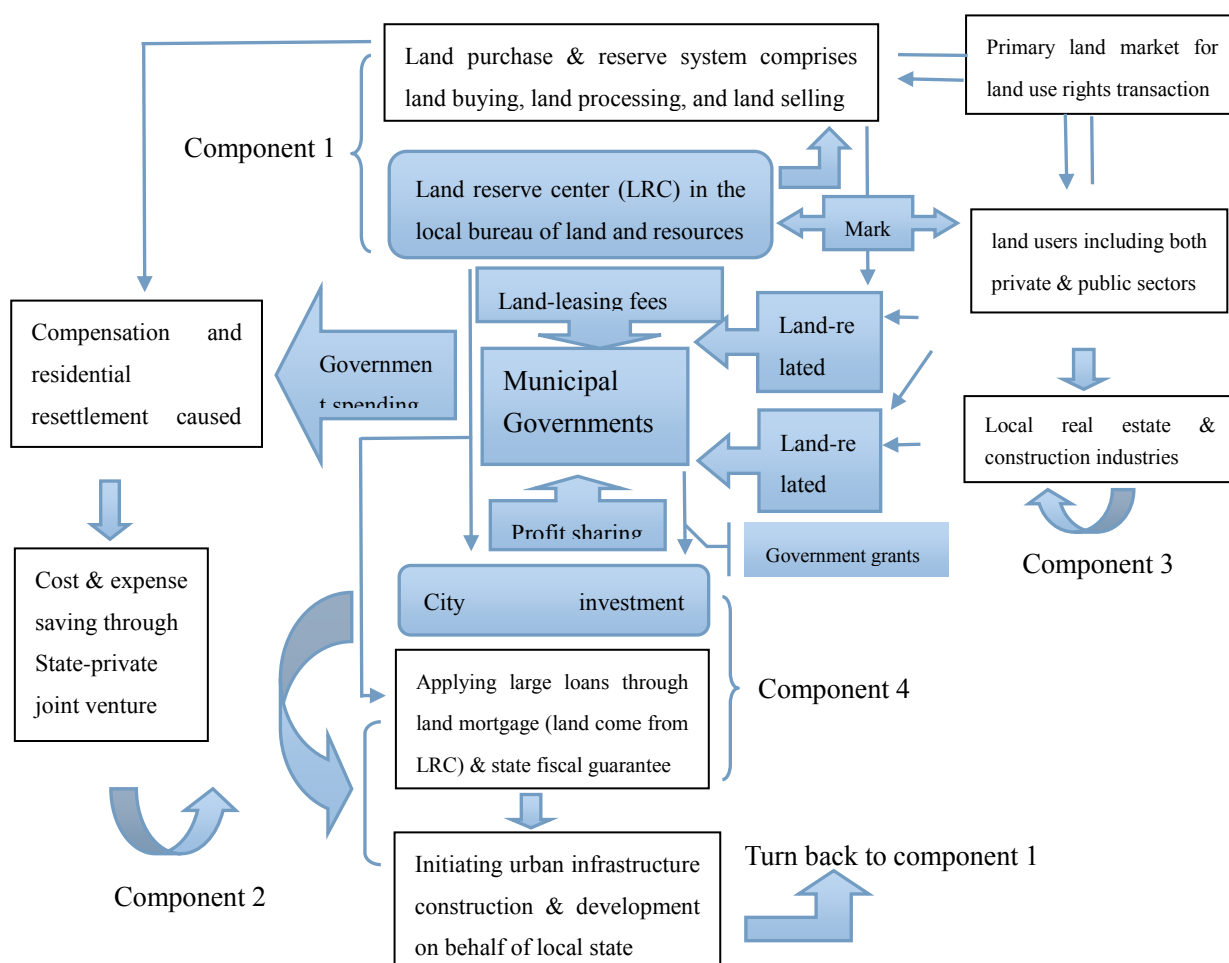 Land purchase & reserve system comprises
land buying, land processing, and land selling
Primary land market for
land use rights transaction
Component 1
Land reserve center (LRC) in the
local bureau of land and resources
Mark
land users including both
private & public sectors
Land-leasing fees
Land-re
lated
Compensation and
residential
resettlement caused
Governmen
t spending
Municipal
Governments
Land-re
lated
Local real estate &
construction industries
Profit sharing
Government grants
Component 3
Cost & expense
saving through
State-private
joint venture
City investment
Applying large loans through
land mortgage (land come from
LRC) & state fiscal guarantee
Component 4
Component 2
Initiating urban infrastructure
construction & development
on behalf of local state
Turn back to component 1